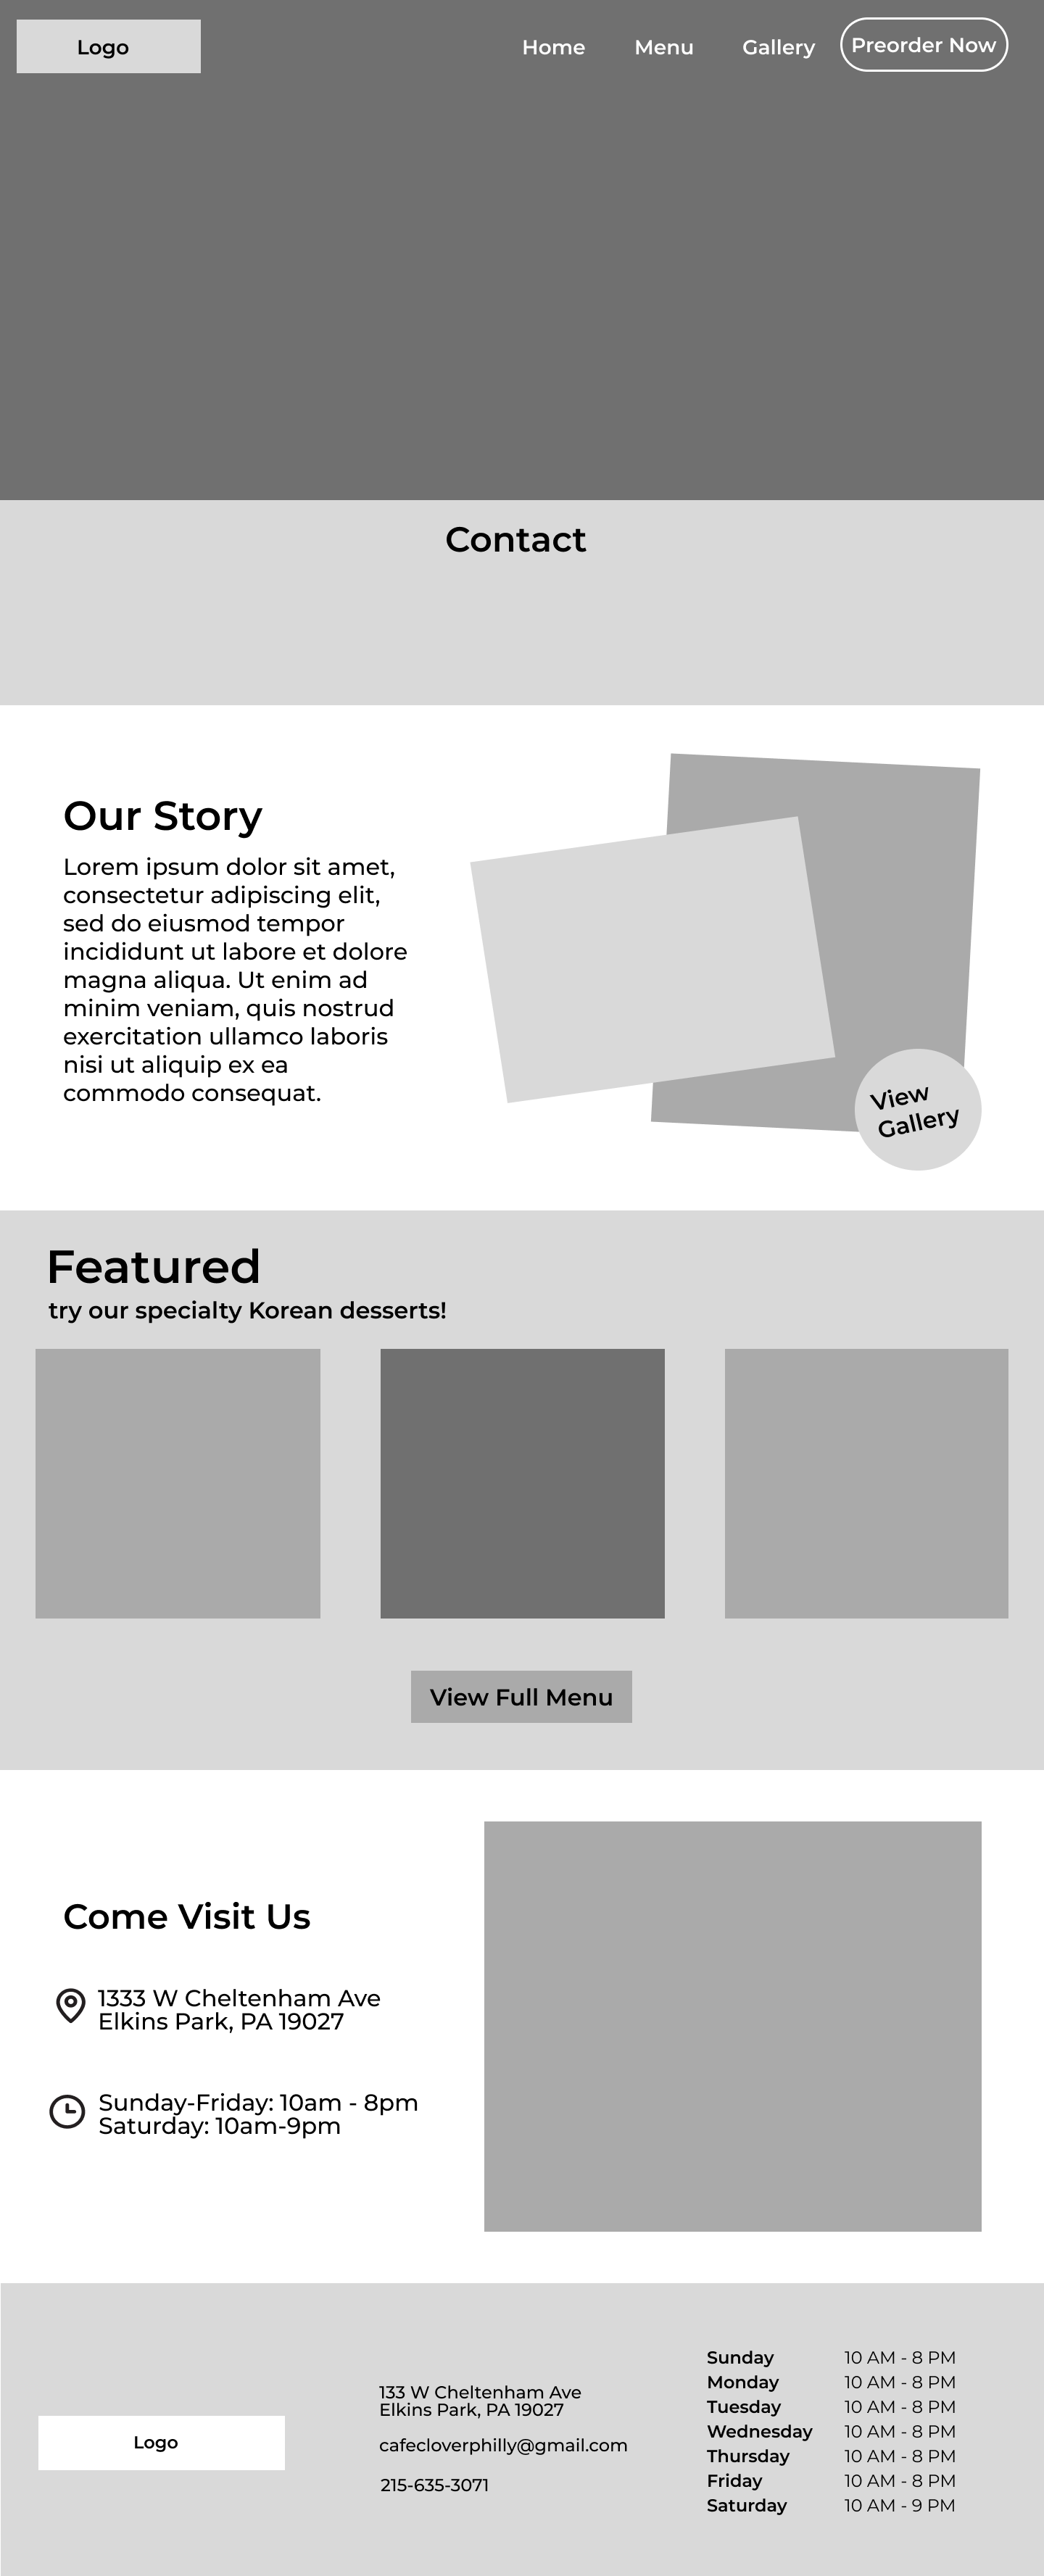 Logo
Home
Menu
Gallery
Preorder Now
Contact
Our Story
Lorem ipsum dolor sit amet,
consectetur adipiscing elit,
sed do eiusmod tempor
incididunt ut labore et dolore
magna aliqua. Ut enim ad
minim veniam, quis nostrud
exercitation ullamco laboris
nisi ut aliquip ex ea
commodo consequat.
View
Gallery
Featured
try our specialty Korean desserts!
View Full Menu
Come Visit Us
1333 W Cheltenham Ave
Elkins Park, PA 19027
Sunday-Friday: 10am - 8pm
Saturday: 10am-9pm
Logo
133 W Cheltenham Ave
Elkins Park, PA 19027
cafecloverphilly@gmail.com
215-635-3071
Sunday 10 AM - 8 PM
Monday 10 AM - 8 PM
Tuesday 10 AM - 8 PM
Wednesday 10 AM - 8 PM
Thursday 10 AM - 8 PM
Friday 10 AM - 8 PM
Saturday 10 AM - 9 PM